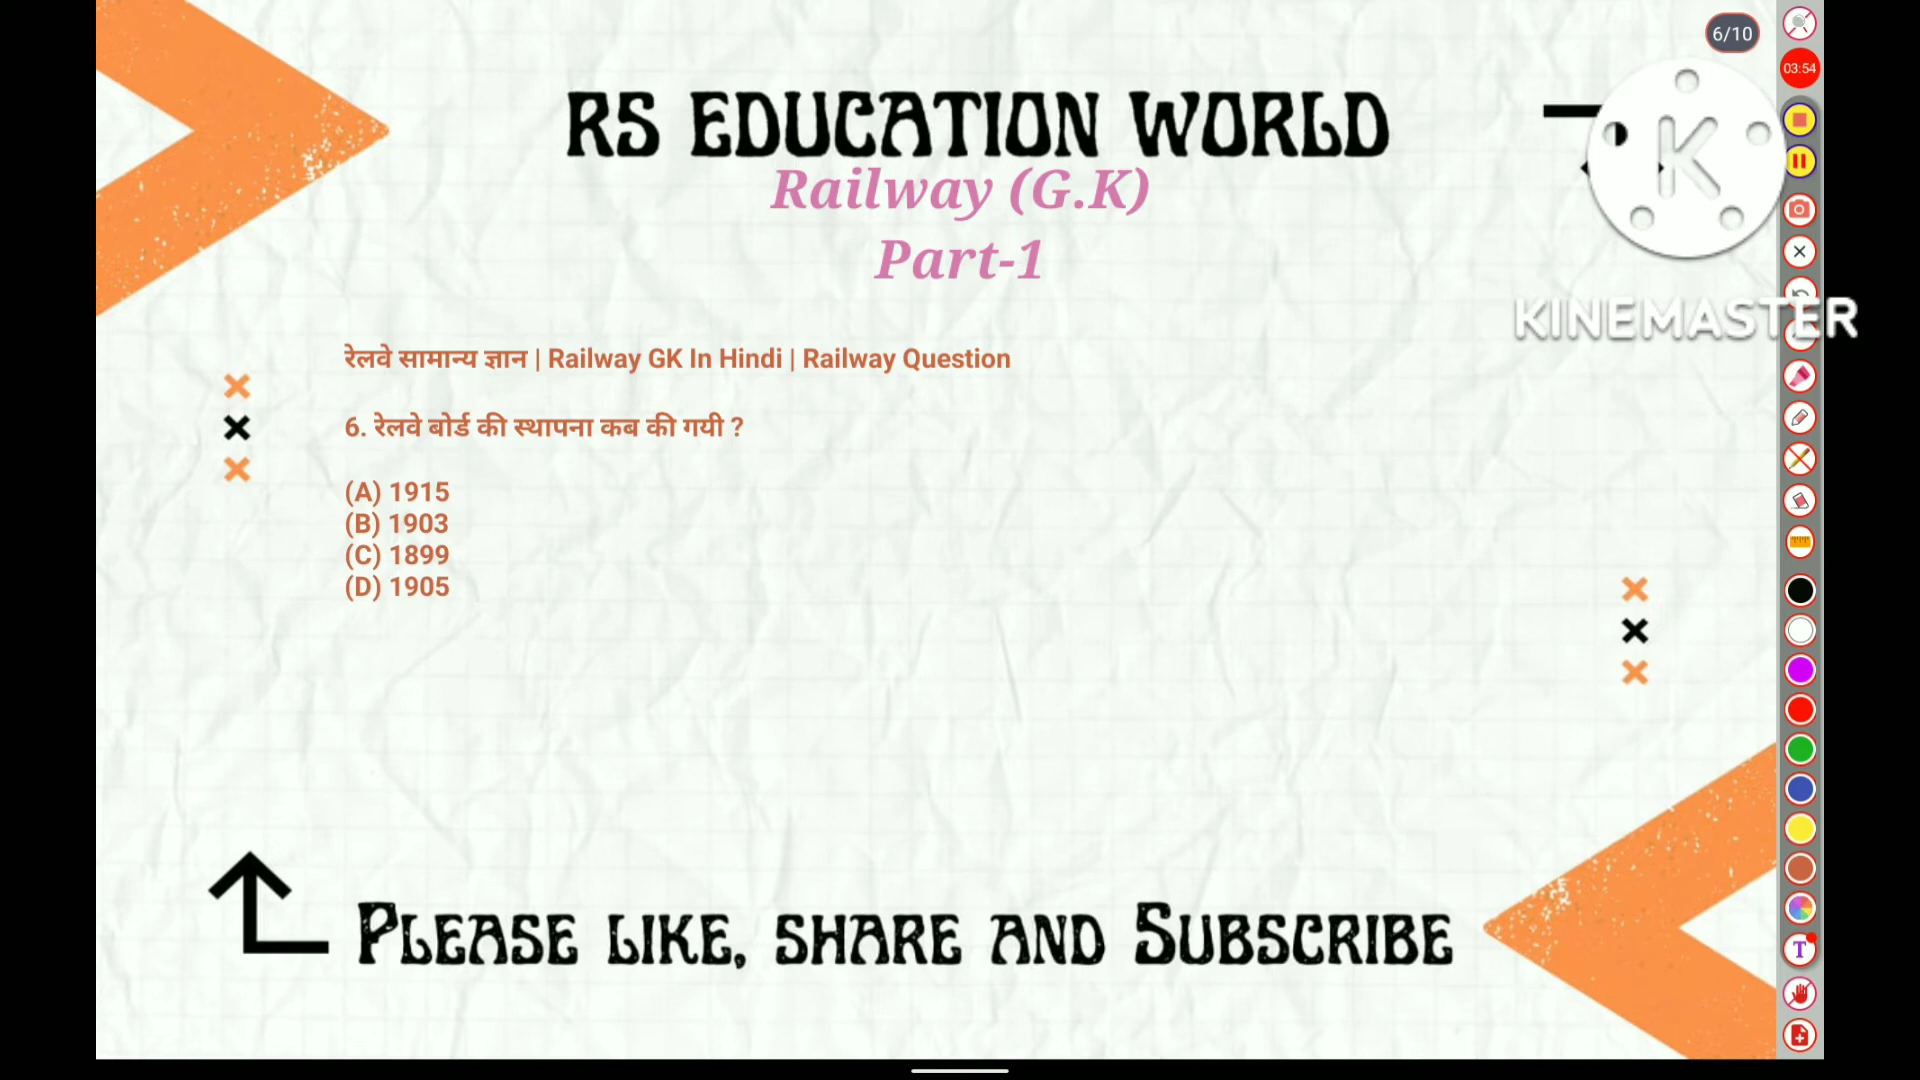 6/10
03:54
RS EDUCATION WORLD
Railway (G.K)
Part-1
K
KINEMASTER
रेलवे सामान्य ज्ञान | Railway GK In Hindi | Railway Question
6. रेलवे बोर्ड की स्थापना कब की गयी ?
(A) 1915
(B) 1903
(C) 1899
(D) 1905
PLEASE LIKE, SHARE AND SUBSCRIBE
T